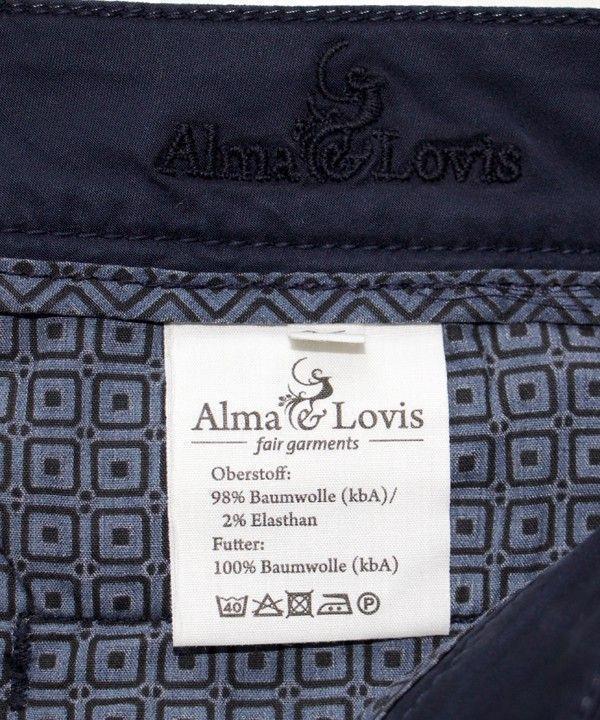 Alma & Lovis
Alma & Lovis
fair garments
Oberstoff:
98% Baumwolle (kbA)/
2% Elasthan
Futter:
100% Baumwolle (kbA)
40 P